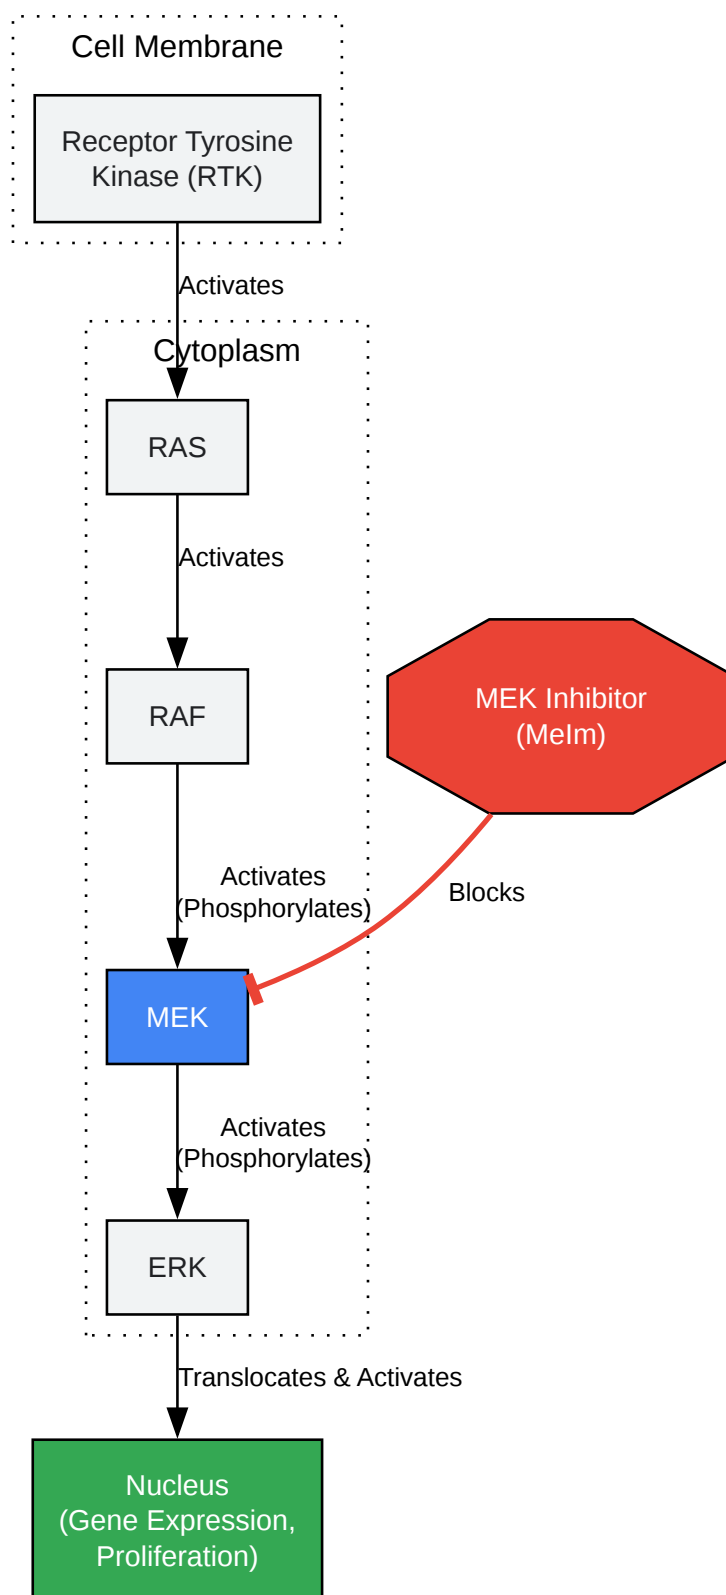 Cell Membrane
Receptor Tyrosine
Kinase (RTK)
Activates
Cytoplasm
RAS
Activates
RAF
MEK Inhibitor
(MeIm)
Activates
(Phosphorylates)
Blocks
MEK
Activates
(Phosphorylates)
ERK
Translocates & Activates
Nucleus
(Gene Expression,
Proliferation)